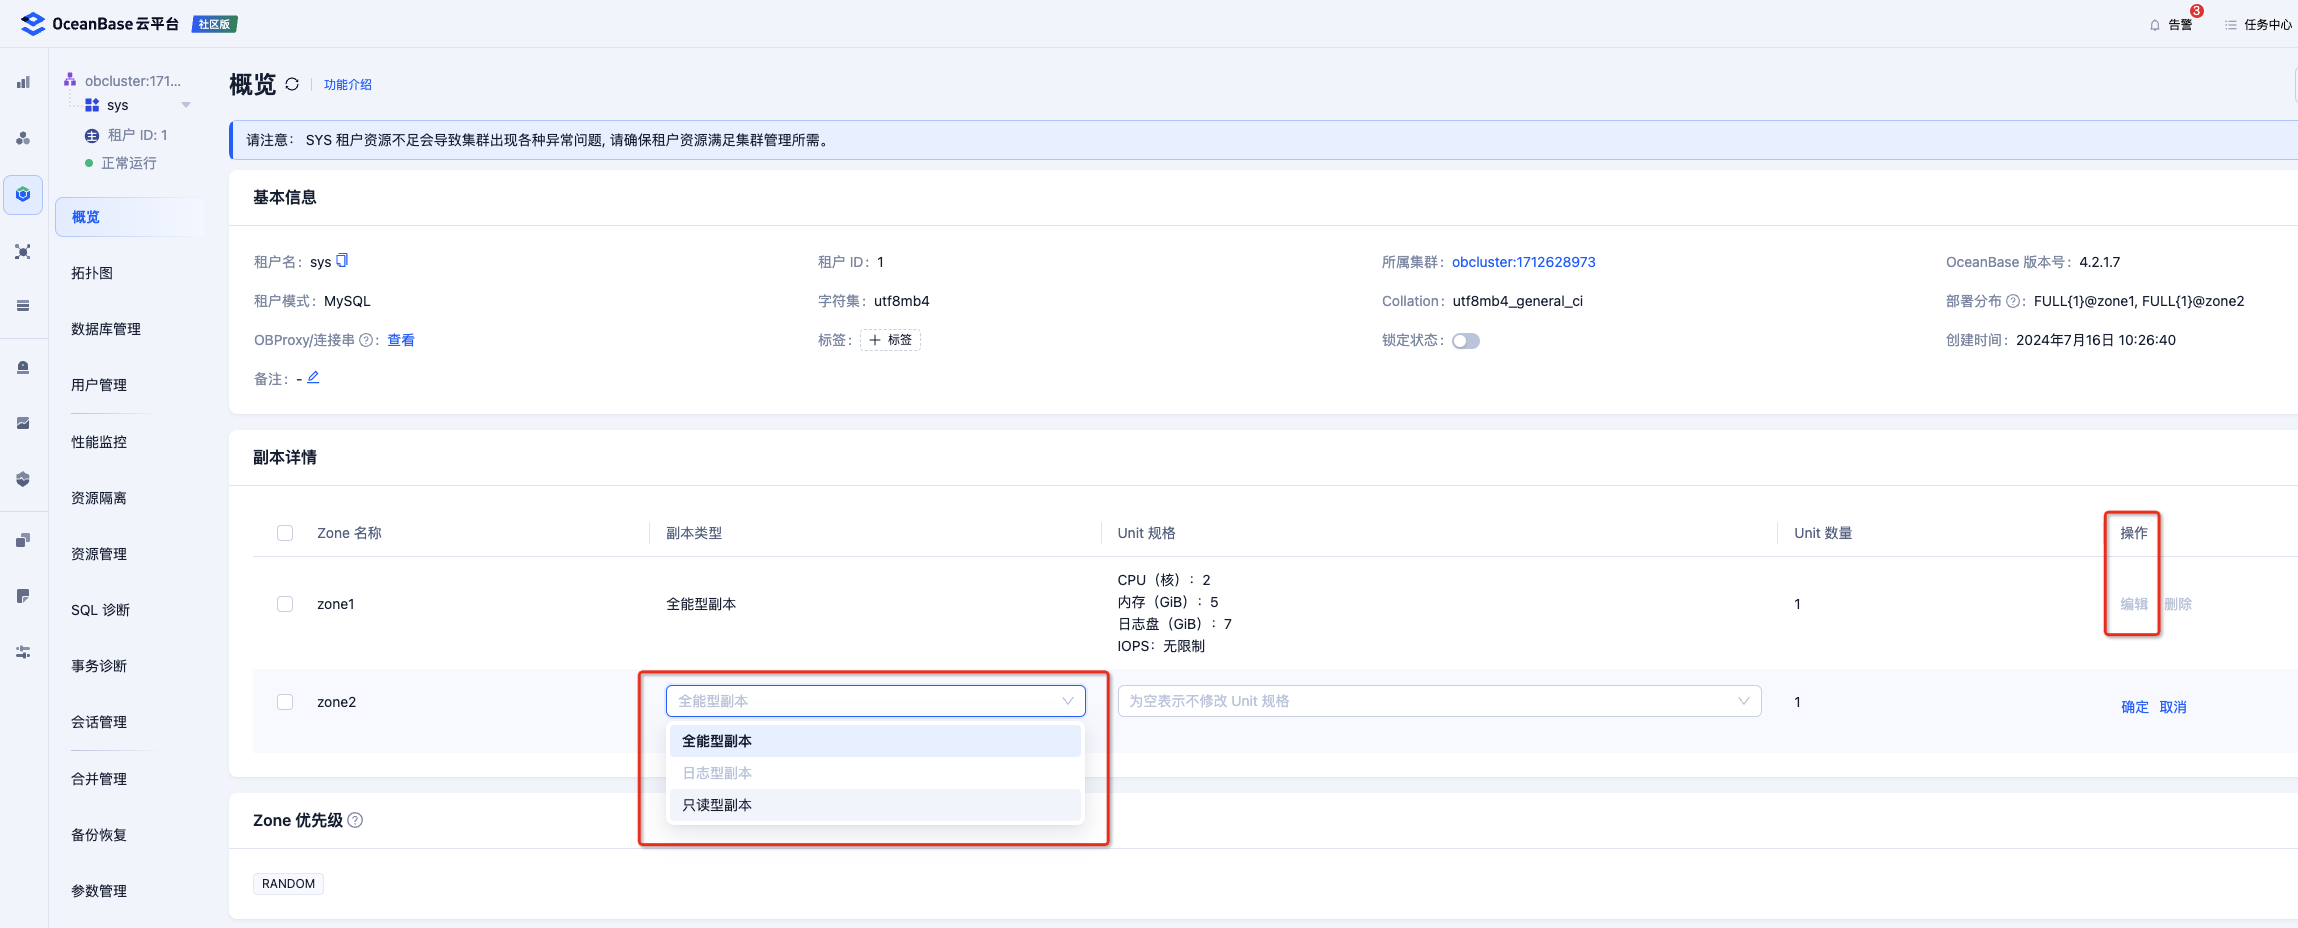 OceanBase 云平台 社区版
告警 3
任务中心
obcluster:171...
sys
主 租户 ID: 1
正常运行
概览
拓扑图
数据库管理
用户管理
性能监控
资源隔离
资源管理
SQL 诊断
事务诊断
会话管理
合并管理
备份恢复
参数管理
概览 功能介绍
请注意： SYS 租户资源不足会导致集群出现各种异常问题, 请确保租户资源满足集群管理所需。
基本信息
租户名： sys
租户 ID： 1
所属集群： obcluster:1712628973
OceanBase 版本号： 4.2.1.7
租户模式： MySQL
字符集： utf8mb4
Collation： utf8mb4_general_ci
部署分布 ?： FULL{1}@zone1, FULL{1}@zone2
OBProxy/连接串 ?： 查看
标签： + 标签
锁定状态：
创建时间： 2024年7月16日 10:26:40
备注： -
副本详情
Zone 名称 副本类型 Unit 规格 Unit 数量 操作
zone1 全能型副本
CPU（核）: 2
内存（GiB）: 5
日志盘（GiB）: 7
IOPS: 无限制
1 编辑 删除
zone2 全能型副本 为空表示不修改 Unit 规格 1 确定 取消
全能型副本
日志型副本
只读型副本
Zone 优先级 ?
RANDOM